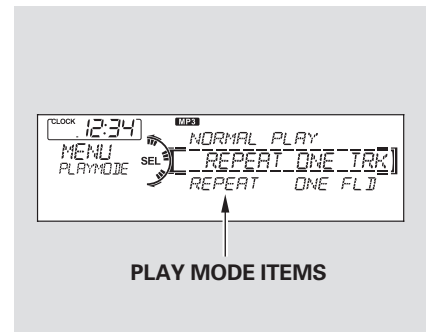 CLOCK 12:34 MP3
NORMAL PLAY
MENU SEL REPEAT ONE TRK
PLAYMODE
REPEAT ONE FLD
PLAY MODE ITEMS